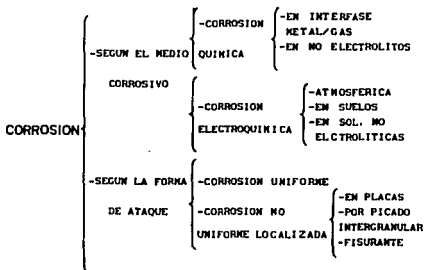 -CORROSION
-EN INTERFASE
METAL/GAS
-SEGUN EL MEDIO
QUIMICA
-EN NO ELECTROLITOS
CORROSIVO
-ATMOSFERICA
-CORROSION
-EN SUELOS
ELECTROQUIMICA
-EN SOL. NO
ELCTROLITICAS
CORROSION
-SEGUN LA FORMA
-CORROSION UNIFORME
DE ATAQUE
-CORROSION NO
UNIFORME LOCALIZADA
-EN PLACAS
-POR PICADO
INTERGRANULAR
-FISURANTE